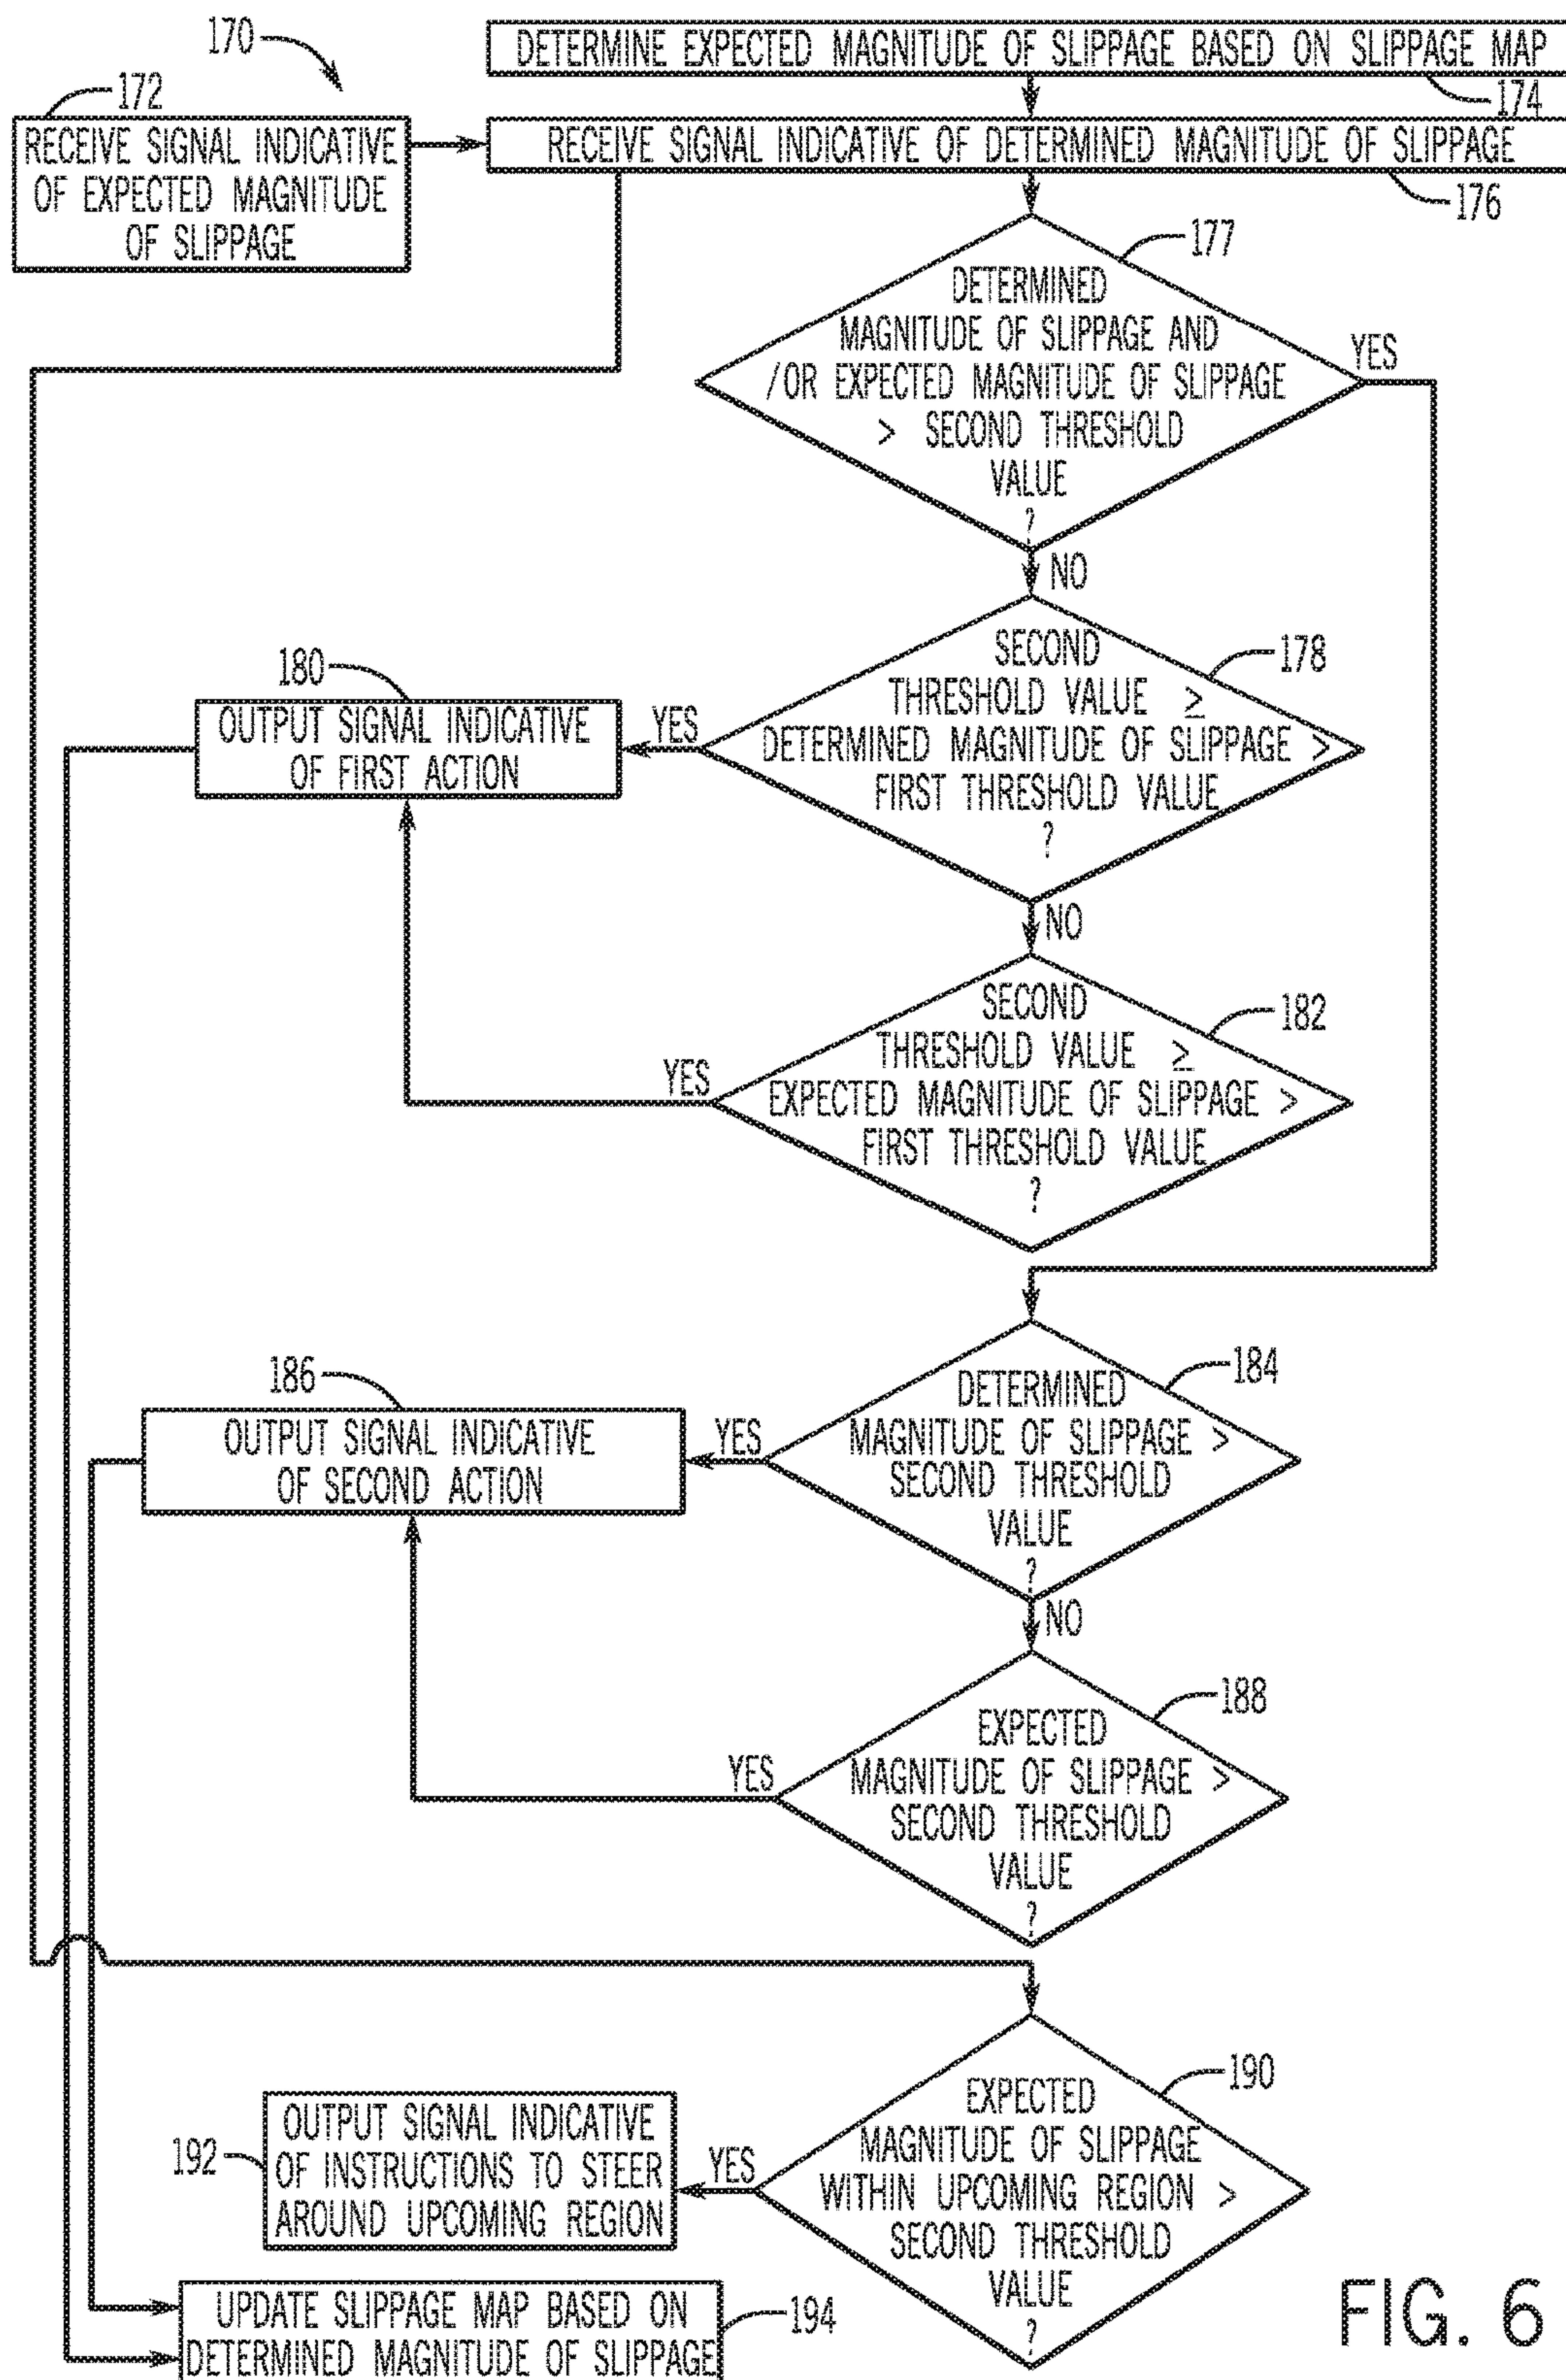 170
DETERMINE EXPECTED MAGNITUDE OF SLIPPAGE BASED ON SLIPPAGE MAP
174
172
RECEIVE SIGNAL INDICATIVE
OF EXPECTED MAGNITUDE
OF SLIPPAGE
RECEIVE SIGNAL INDICATIVE OF DETERMINED MAGNITUDE OF SLIPPAGE
176
177
DETERMINED
MAGNITUDE OF SLIPPAGE AND
/OR EXPECTED MAGNITUDE OF SLIPPAGE
> SECOND THRESHOLD
VALUE
?
YES
NO
178
SECOND
THRESHOLD VALUE ≥
DETERMINED MAGNITUDE OF SLIPPAGE >
FIRST THRESHOLD VALUE
?
YES
180
OUTPUT SIGNAL INDICATIVE
OF FIRST ACTION
NO
182
SECOND
THRESHOLD VALUE ≥
EXPECTED MAGNITUDE OF SLIPPAGE >
FIRST THRESHOLD VALUE
?
YES
184
DETERMINED
MAGNITUDE OF SLIPPAGE >
SECOND THRESHOLD
VALUE
?
YES
186
OUTPUT SIGNAL INDICATIVE
OF SECOND ACTION
NO
188
EXPECTED
MAGNITUDE OF SLIPPAGE >
SECOND THRESHOLD
VALUE
?
YES
190
EXPECTED
MAGNITUDE OF SLIPPAGE
WITHIN UPCOMING REGION >
SECOND THRESHOLD
VALUE
?
YES
192
OUTPUT SIGNAL INDICATIVE
OF INSTRUCTIONS TO STEER
AROUND UPCOMING REGION
194
UPDATE SLIPPAGE MAP BASED ON
DETERMINED MAGNITUDE OF SLIPPAGE
FIG. 6